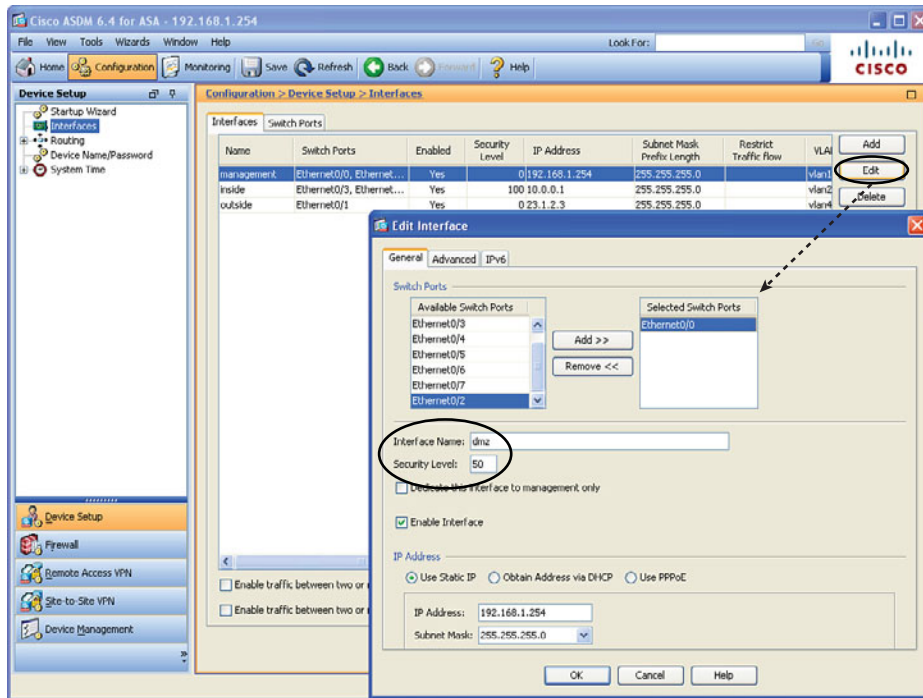 Cisco ASDM 6.4 for ASA - 192.168.1.254
File View Tools Wizards Window Help
Look For:
Go
Home Configuration Monitoring Save Refresh Back Forward Help
CISCO
Device Setup
Startup Wizard
Interfaces
Routing
Device Name/Password
System Time
Device Setup
Firewall
Remote Access VPN
Site-to-Site VPN
Device Management
Configuration > Device Setup > Interfaces
Interfaces Switch Ports
Name Switch Ports Enabled Security Level IP Address Subnet Mask Prefix Length Restrict Traffic flow VLA
management Ethernet0/0, Ethernet... Yes 0 192.168.1.254 255.255.255.0 vlan1
inside Ethernet0/3, Ethernet... Yes 100 10.0.0.1 255.255.255.0 vlan2
outside Ethernet0/1 Yes 0 23.1.2.3 255.255.255.0 vlan4
Add
Edit
Delete
Enable traffic between two or
Enable traffic between two or
Edit Interface
General Advanced IPv6
Switch Ports
Available Switch Ports
Ethernet0/3
Ethernet0/4
Ethernet0/5
Ethernet0/6
Ethernet0/7
Ethernet0/2
Add >>
Remove <<
Selected Switch Ports
Ethernet0/0
Interface Name: dmz
Security Level: 50
Dedicate this interface to management only
Enable Interface
IP Address
Use Static IP Obtain Address via DHCP Use PPPoE
IP Address: 192.168.1.254
Subnet Mask: 255.255.255.0
OK Cancel Help